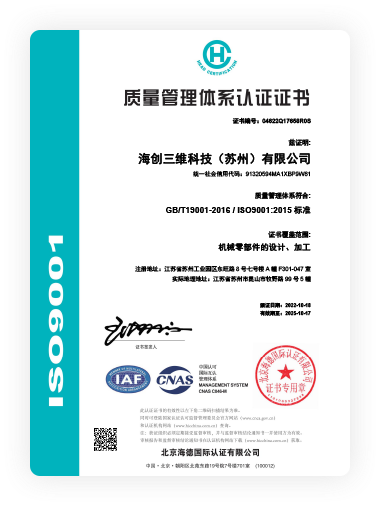 HEAD CERTIFICATION
质量管理体系认证证书
证书编号：04622Q17656R0S
兹证明:
海创三维科技（苏州）有限公司
统一社会信用代码：91320594MA1XBP9W61
质量管理体系符合:
GB/T19001-2016 / ISO9001:2015 标准
证书覆盖范围:
机械零部件的设计、加工
注册地址：江苏省苏州工业园区东旺路 8 号七号楼 A 幢 F301-047 室
实际地址地址：江苏省苏州市昆山市牧野路 99 号 5 幢
颁证日期：2022-10-18
有效期至：2025-10-17
ISO9001
证书签发人
IAF
CNAS
中国认可
国际互认
管理体系
MANAGEMENT SYSTEM
CNAS C046-M
北京海德国际认证有限公司
证书专用章
北京海德国际认证有限公司
中国・北京・朝阳区北苑东路19号院7号楼701室 (100012)